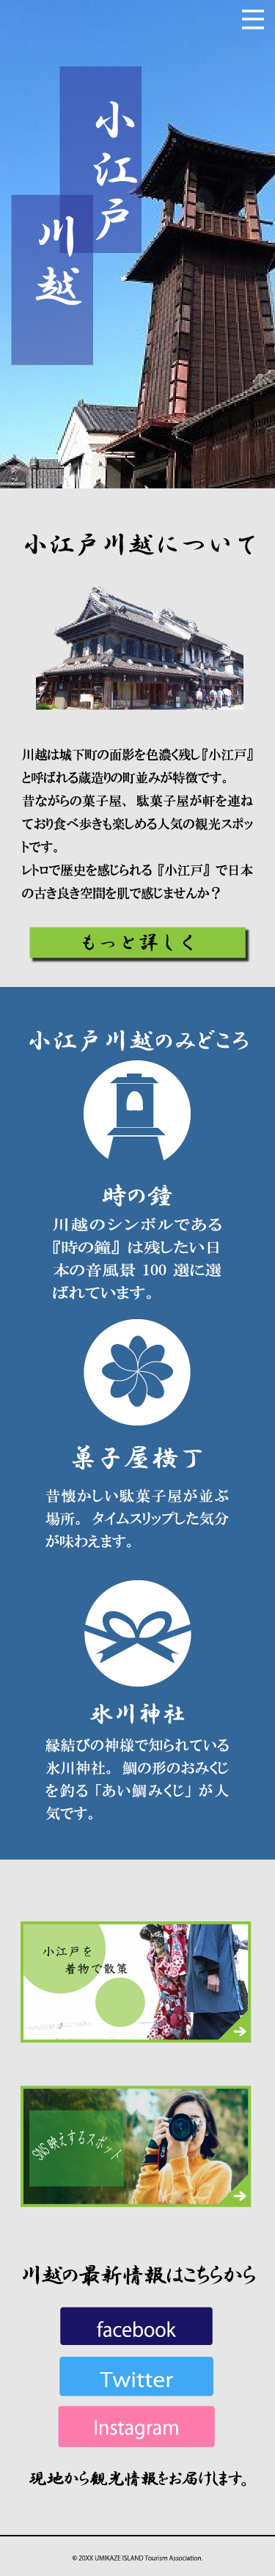 小江戸
川越
小江戸川越について
川越は城下町の面影を色濃く残し『小江戸』
と呼ばれる蔵造りの町並みが特徴です。
昔ながらの菓子屋、駄菓子屋が軒を連ね
ており食べ歩きも楽しめる人気の観光スポッ
トです。
レトロで歴史を感じられる『小江戸』で日本
の古き良き空間を肌で感じませんか？
もっと詳しく
小江戸川越のみどころ
時の鐘
川越のシンボルである
『時の鐘』は残したい日
本の音風景 100 選に選
ばれています。
菓子屋横丁
昔懐かしい駄菓子屋が並ぶ
場所。タイムスリップした気分
が味わえます。
氷川神社
縁結びの神様で知られている
氷川神社。鯛の形のおみくじ
を釣る「あい鯛みくじ」が人
気です。
小江戸を
着物で散策
SNS映えするスポット
川越の最新情報はこちらから
facebook
Twitter
Instagram
現地から観光情報をお届けします。
© 20XX UMIKAZE ISLAND Tourism Association.